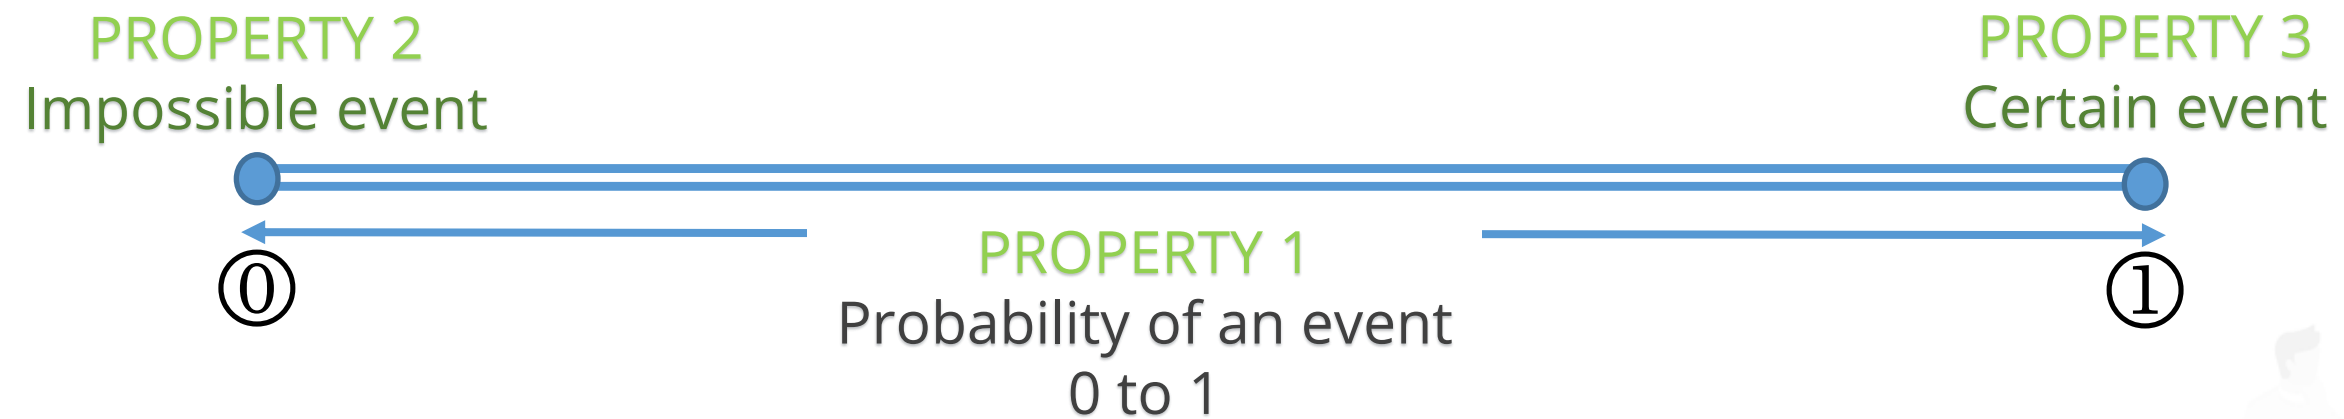 PROPERTY 2
Impossible event
PROPERTY 3
Certain event
0
PROPERTY 1
Probability of an event
0 to 1
1